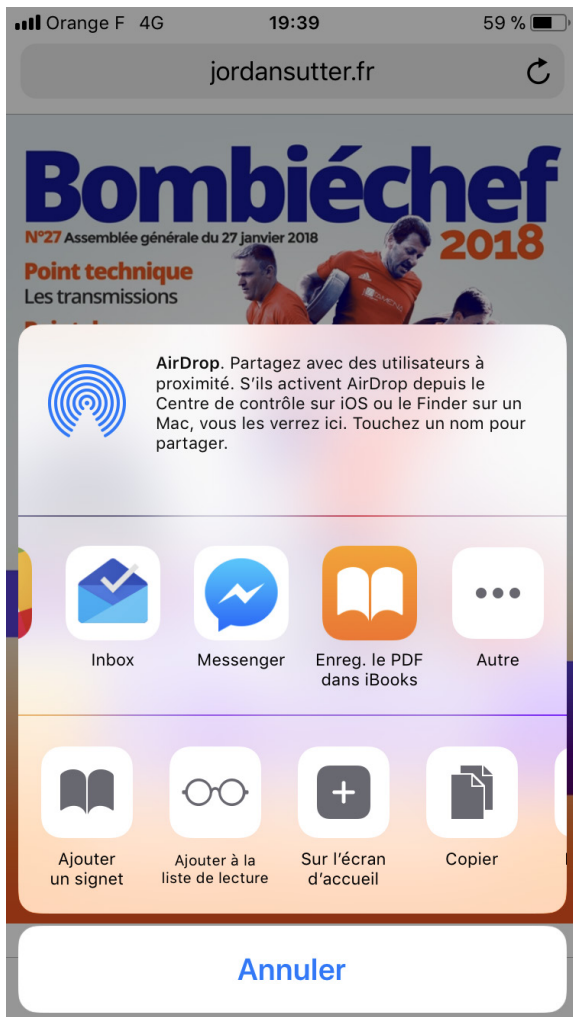 Orange F 4G 19:39 59 %
jordansutter.fr
Bombiéchef
N°27 Assemblée générale du 27 janvier 2018
2018
Point technique
Les transmissions
AirDrop. Partagez avec des utilisateurs à
proximité. S'ils activent AirDrop depuis le
Centre de contrôle sur iOS ou le Finder sur un
Mac, vous les verrez ici. Touchez un nom pour
partager.
Inbox
Messenger
Enreg. le PDF
dans iBooks
Autre
Ajouter
un signet
Ajouter à la
liste de lecture
Sur l'écran
d'accueil
Copier
Annuler